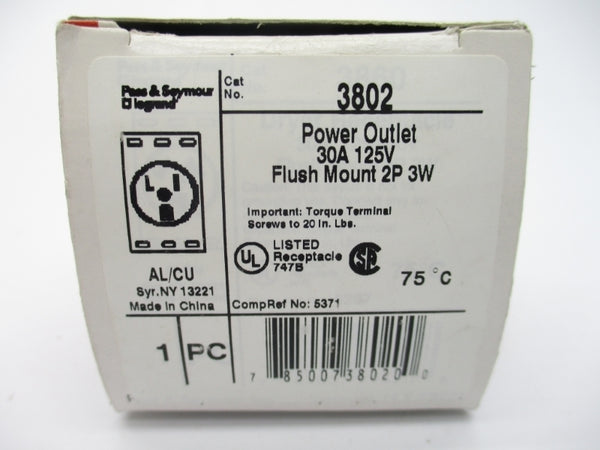 Pass & Seymour
legrand
Cat
No.
3802
Power Outlet
30A 125V
Flush Mount 2P 3W
Important: Torque Terminal
Screws to 20 in. Lbs.
UL
LISTED
Receptacle
747B
75 °C
AL/CU
Syr.NY 13221
Made in China
CompRef No: 5371
1 PC
7 85007 38020 0